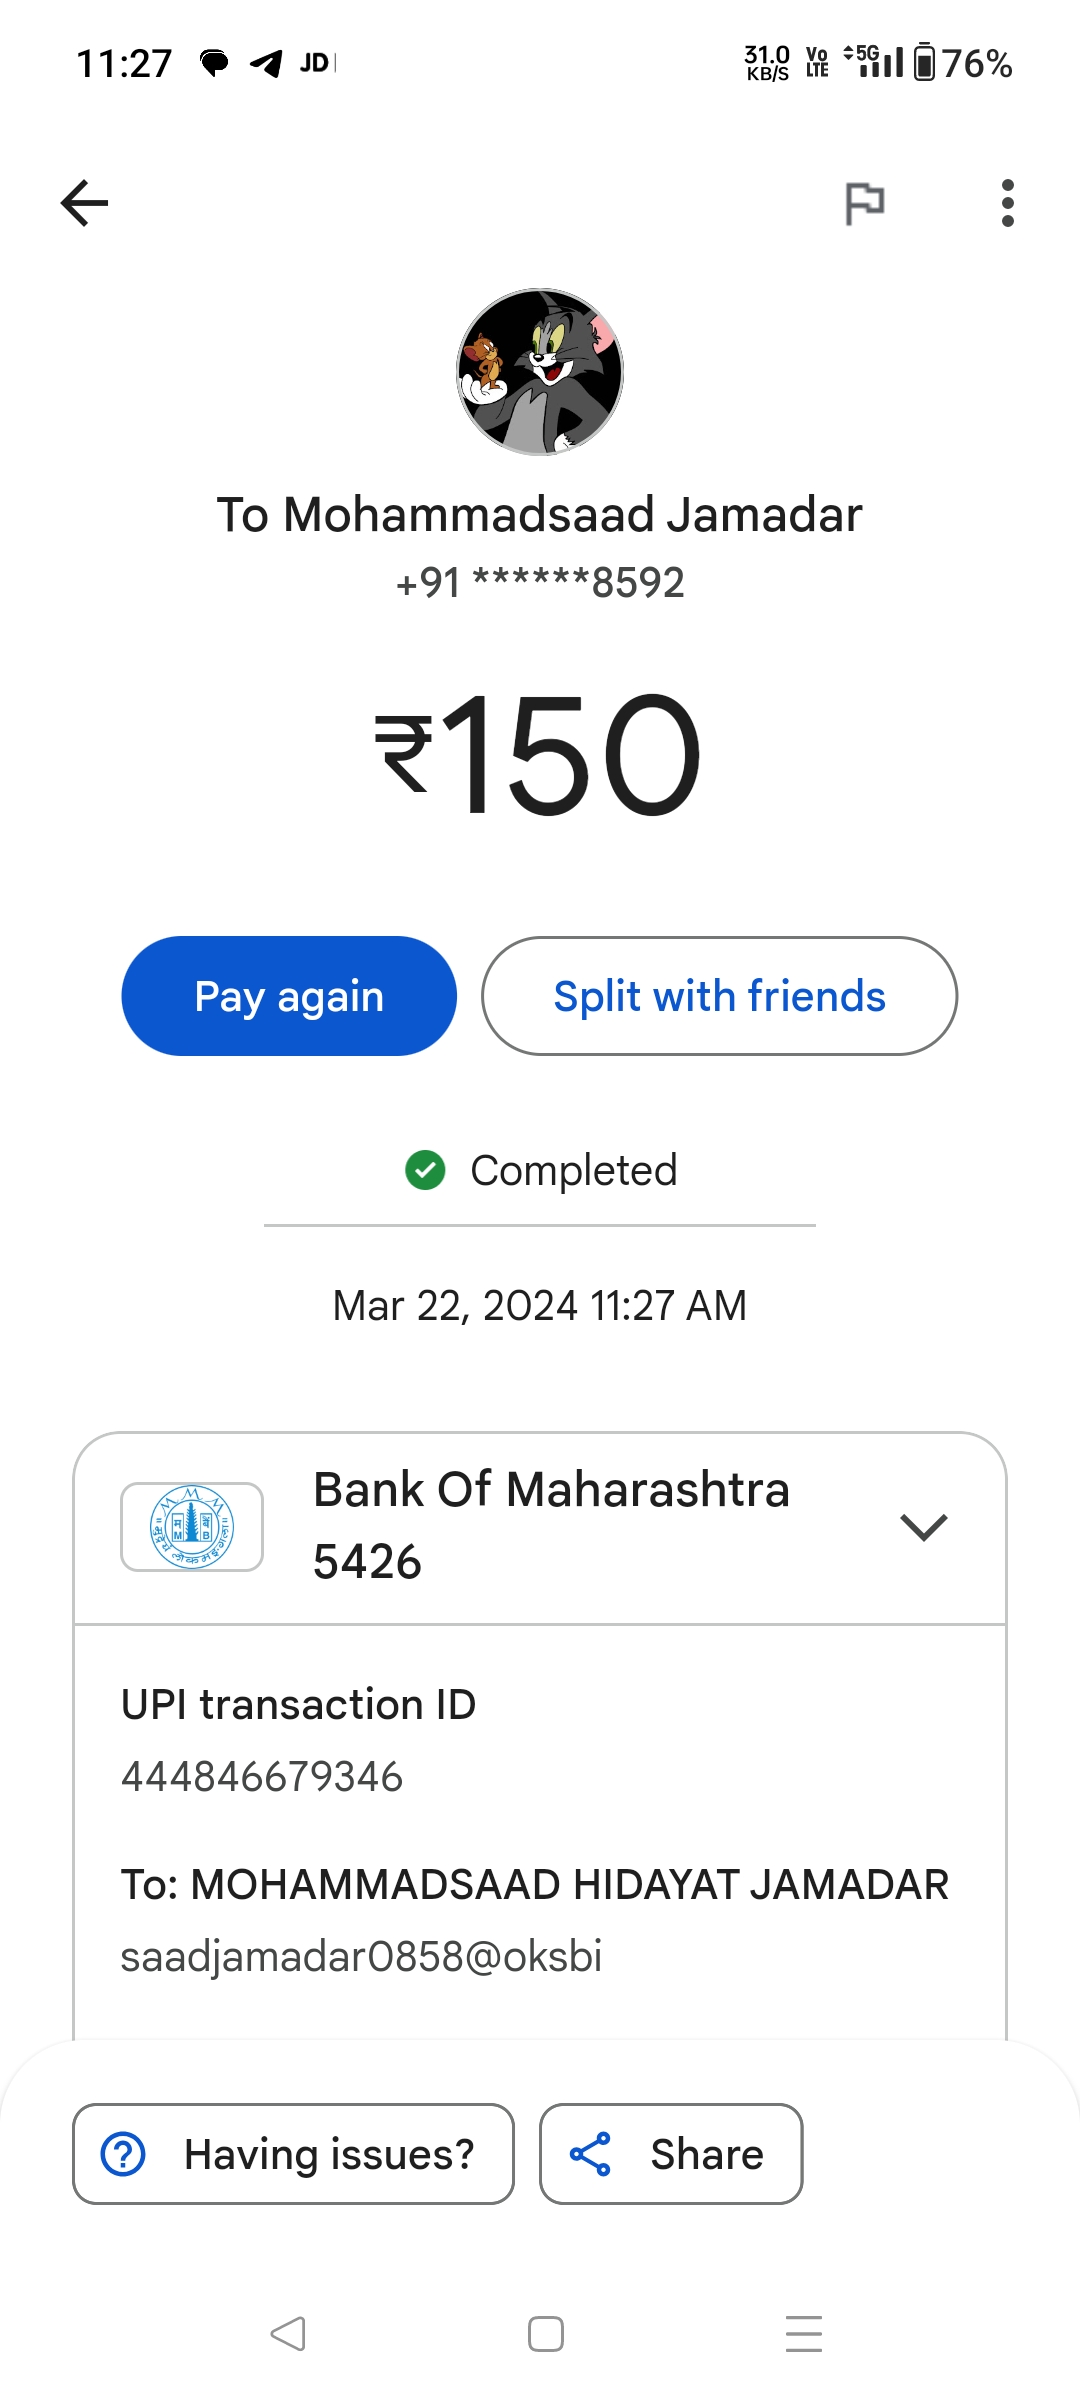 11:27 JD 31.0 KB/S Vo LTE 5G 76%
To Mohammadsaad Jamadar
+91 ******8592
₹150
Pay again Split with friends
Completed
Mar 22, 2024 11:27 AM
Bank Of Maharashtra
5426
UPI transaction ID
444846679346
To: MOHAMMADSAAD HIDAYAT JAMADAR
saadjamadar0858@oksbi
Having issues? Share